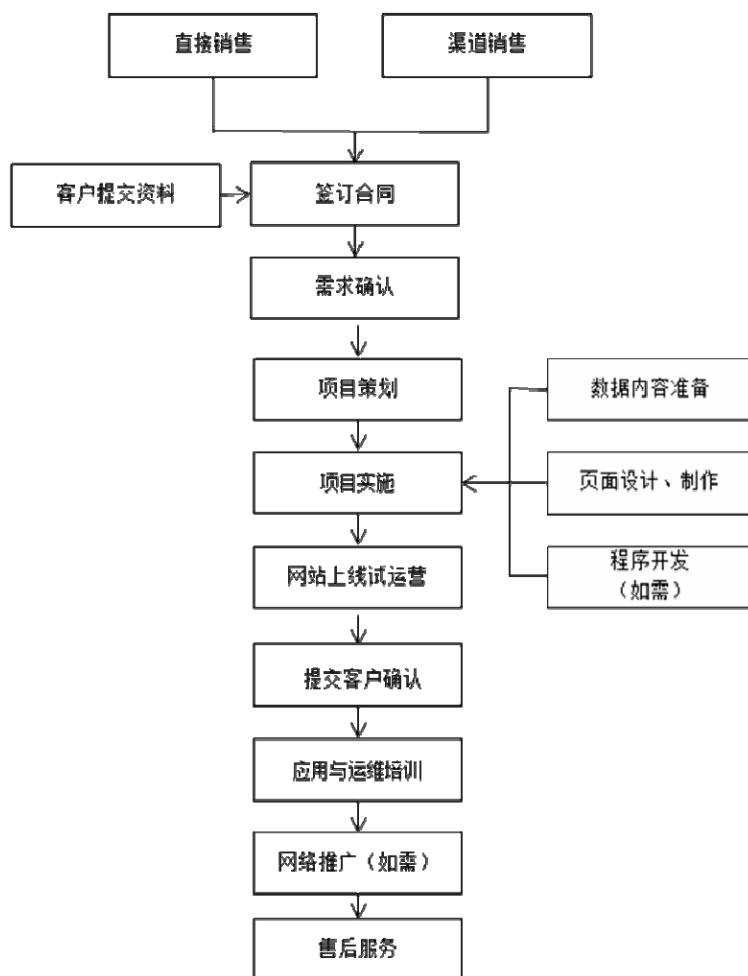 直接销售
渠道销售
客户提交资料
签订合同
需求确认
项目策划
数据内容准备
项目实施
页面设计、制作
网站上线试运营
程序开发
（如需）
提交客户确认
应用与运维培训
网络推广（如需）
售后服务